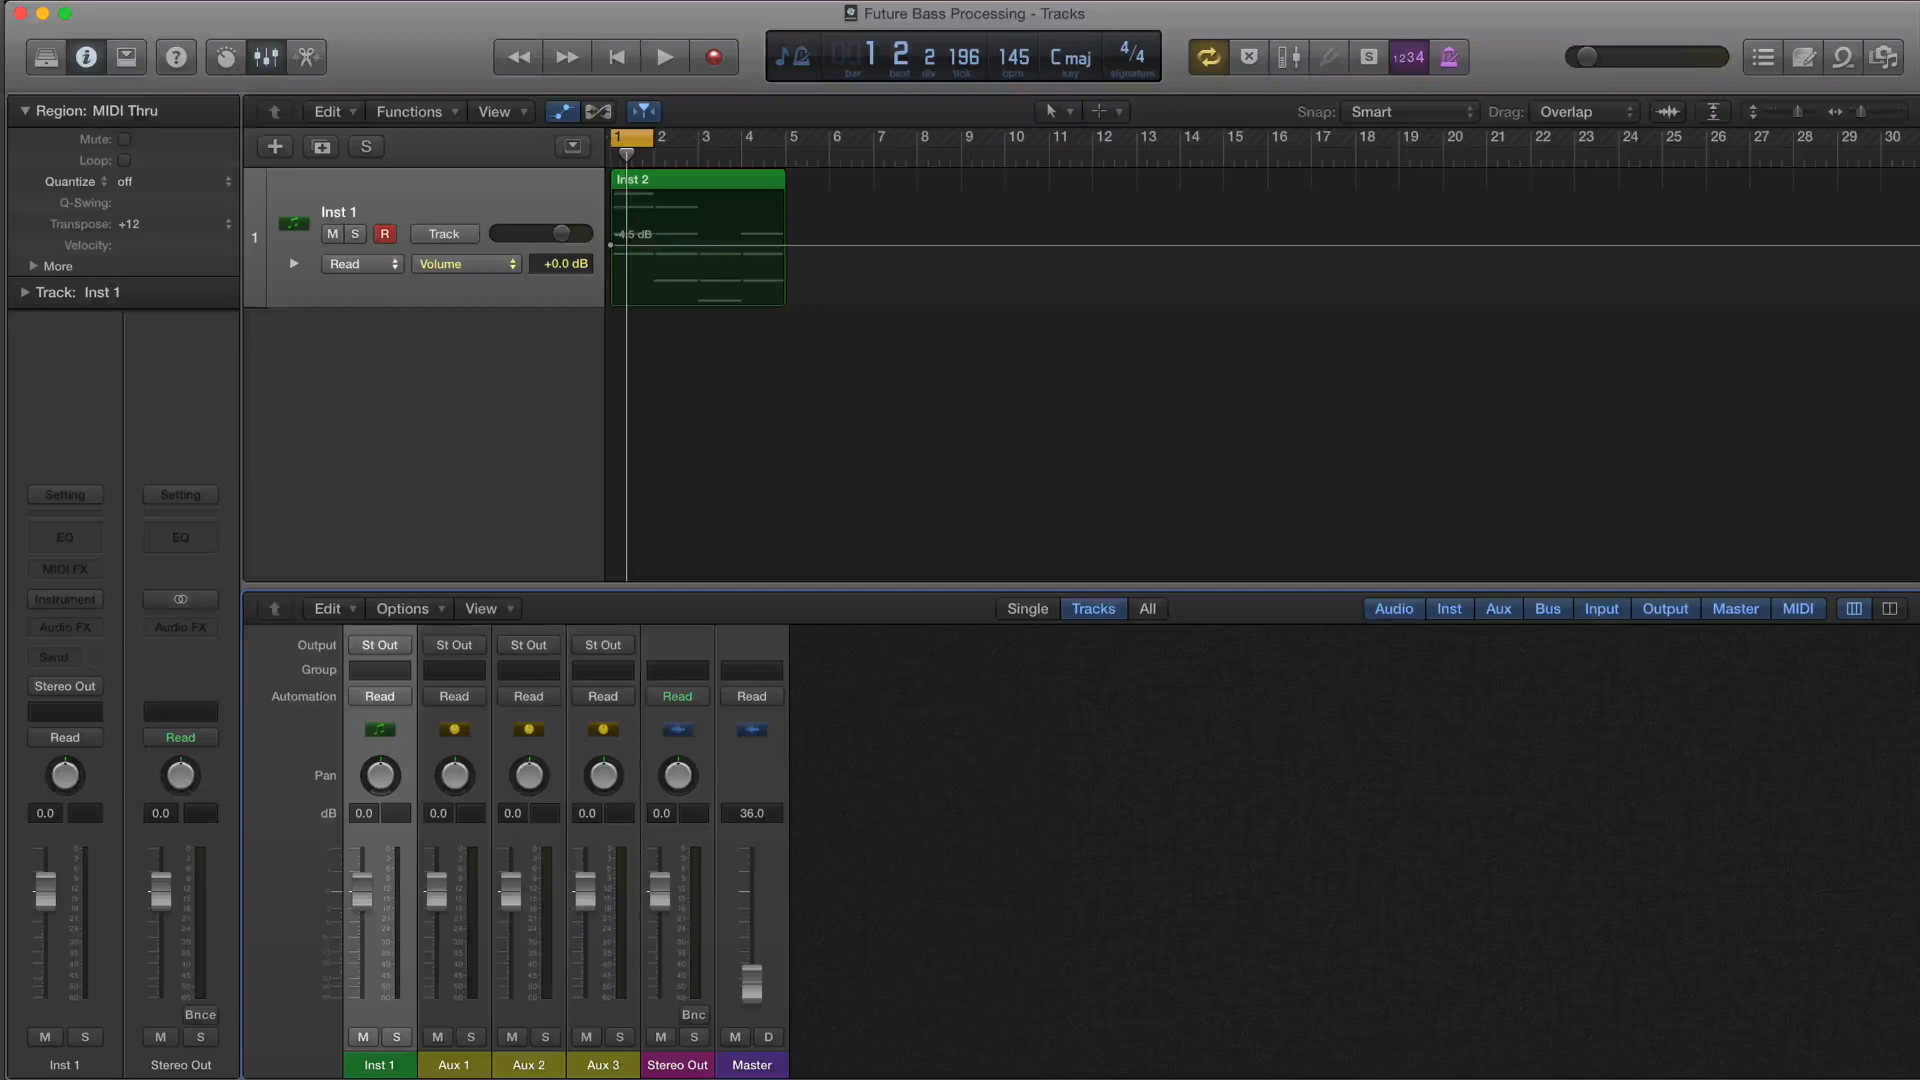 Future Bass Processing - Tracks
1 2 2 196 145 C maj 4/4
bar beat div tick bpm key signature
S 1234
Region: MIDI Thru
Edit Functions View Snap: Smart Drag: Overlap
Mute:
Loop:
Quantize off
Q-Swing:
Transpose: +12
Velocity:
More
Track: Inst 1
S
1 2 3 4 5 6 7 8 9 10 11 12 13 14 15 16 17 18 19 20 21 22 23 24 25 26 27 28 29 30
Inst 2
1 Inst 1
M S R Track
-4.5 dB
Read Volume +0.0 dB
Setting Setting
EQ EQ
MIDI FX
Instrument
Audio FX Audio FX
Send
Stereo Out
Read Read
0.0 0.0
Bnce
M S M S
Inst 1 Stereo Out
Edit Options View Single Tracks All Audio Inst Aux Bus Input Output Master MIDI
Output St Out St Out St Out St Out
Group
Automation Read Read Read Read Read Read
Pan
dB 0.0 0.0 0.0 0.0 0.0 36.0
Bnc
M S M S M S M S M S M D
Inst 1 Aux 1 Aux 2 Aux 3 Stereo Out Master